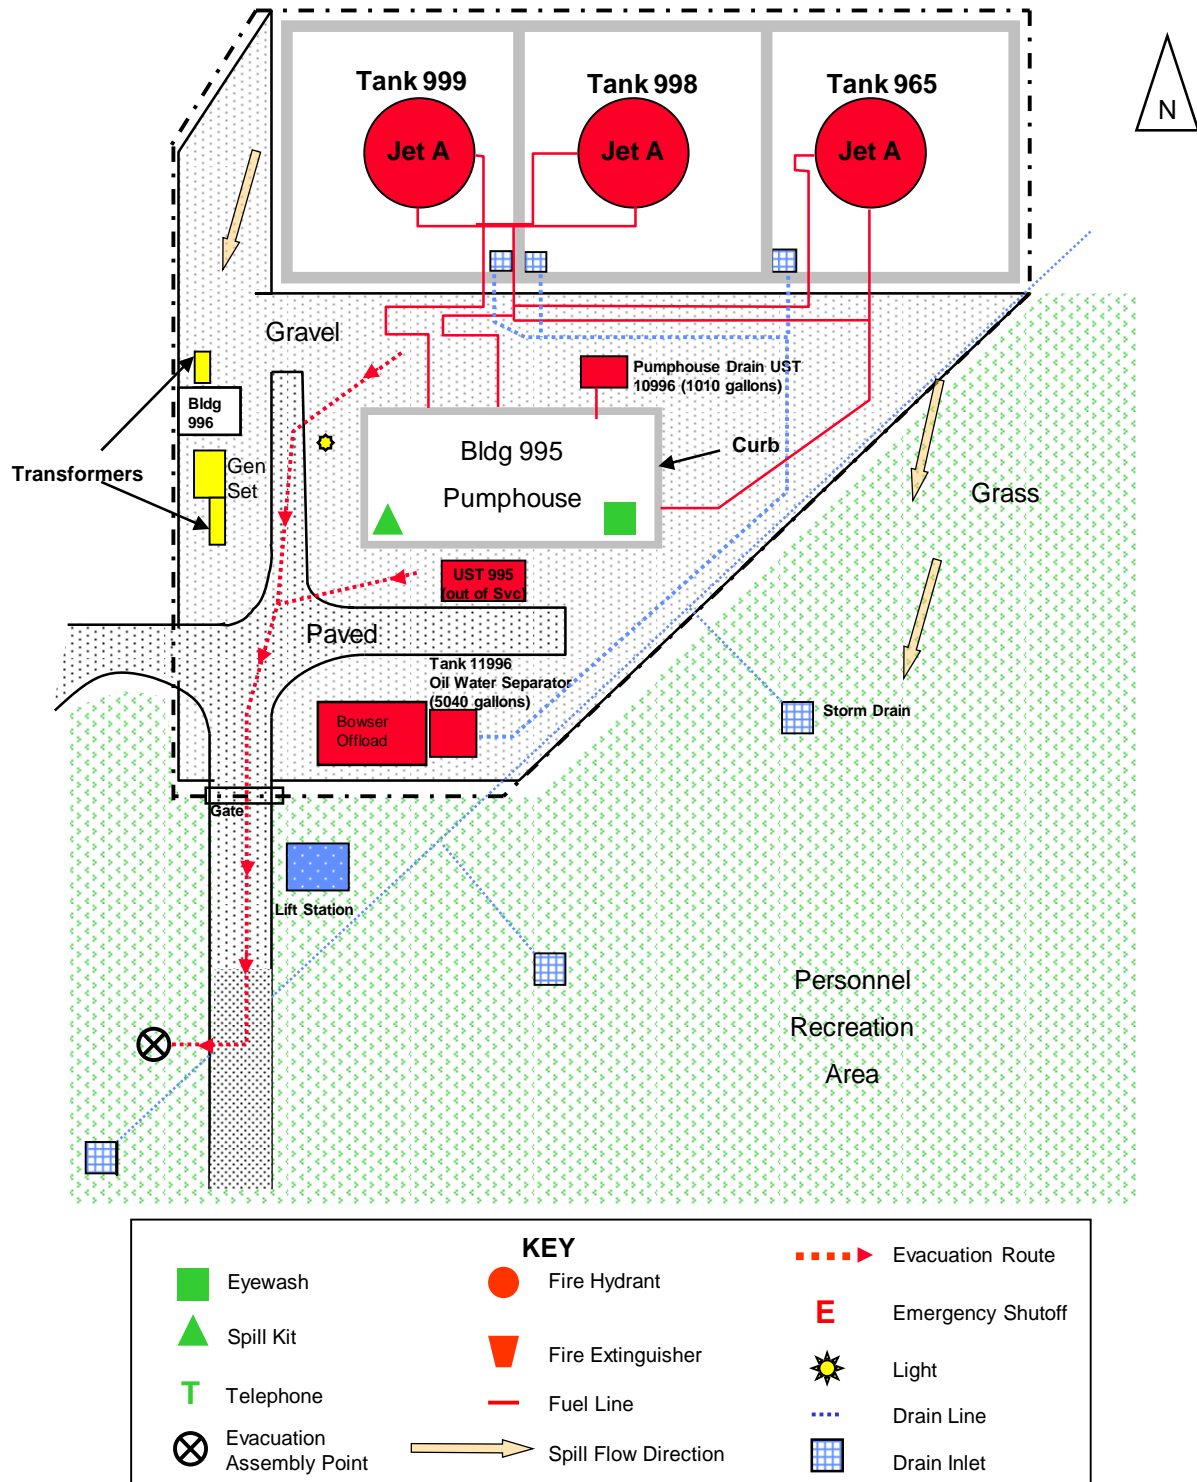 Tank 999
Tank 998
Tank 965
N
Jet A
Jet A
Jet A
Gravel
Pumphouse Drain UST
10996 (1010 gallons)
Bldg
996
Bldg 995
Pumphouse
Curb
Transformers
Gen
Set
Grass
UST 995
(out of Svc)
Paved
Tank 11996
Oil Water Separator
(5040 gallons)
Bowser
Offload
Storm Drain
Gate
Lift Station
Personnel
Recreation
Area
KEY
Eyewash
Fire Hydrant
Evacuation Route
Spill Kit
Fire Extinguisher
E
Emergency Shutoff
T
Telephone
Fuel Line
Light
Evacuation
Assembly Point
Spill Flow Direction
Drain Line
Drain Inlet